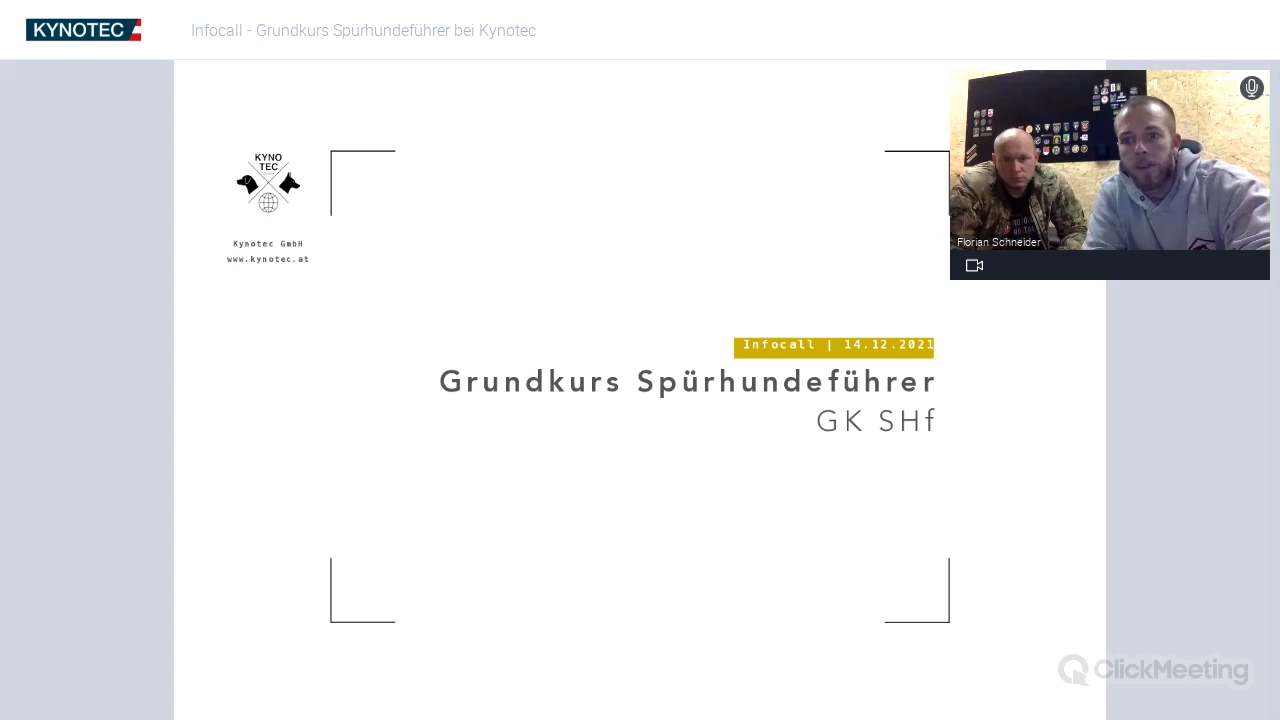 KYNOTEC
Infocall - Grundkurs Spürhundeführer bei Kynotec
KYNO
TEC
Kynotec GmbH
www.kynotec.at
Florian Schneider
Infocall | 14.12.2021
Grundkurs Spürhundeführer
GK SHf
ClickMeeting